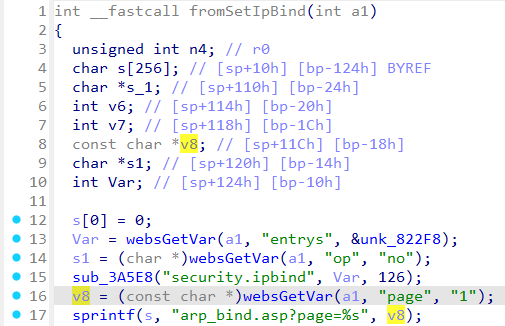 1 int __fastcall fromSetIpBind(int a1)
2 {
3 unsigned int n4; // r0
4 char s[256]; // [sp+10h] [bp-124h] BYREF
5 char *s_1; // [sp+110h] [bp-24h]
6 int v6; // [sp+114h] [bp-20h]
7 int v7; // [sp+118h] [bp-1Ch]
8 const char *v8; // [sp+11Ch] [bp-18h]
9 char *s1; // [sp+120h] [bp-14h]
10 int Var; // [sp+124h] [bp-10h]
11
12 s[0] = 0;
13 Var = websGetVar(a1, "entrys", &unk_822F8);
14 s1 = (char *)websGetVar(a1, "op", "no");
15 sub_3A5E8("security.ipbind", Var, 126);
16 v8 = (const char *)websGetVar(a1, "page", "1");
17 sprintf(s, "arp_bind.asp?page=%s", v8);